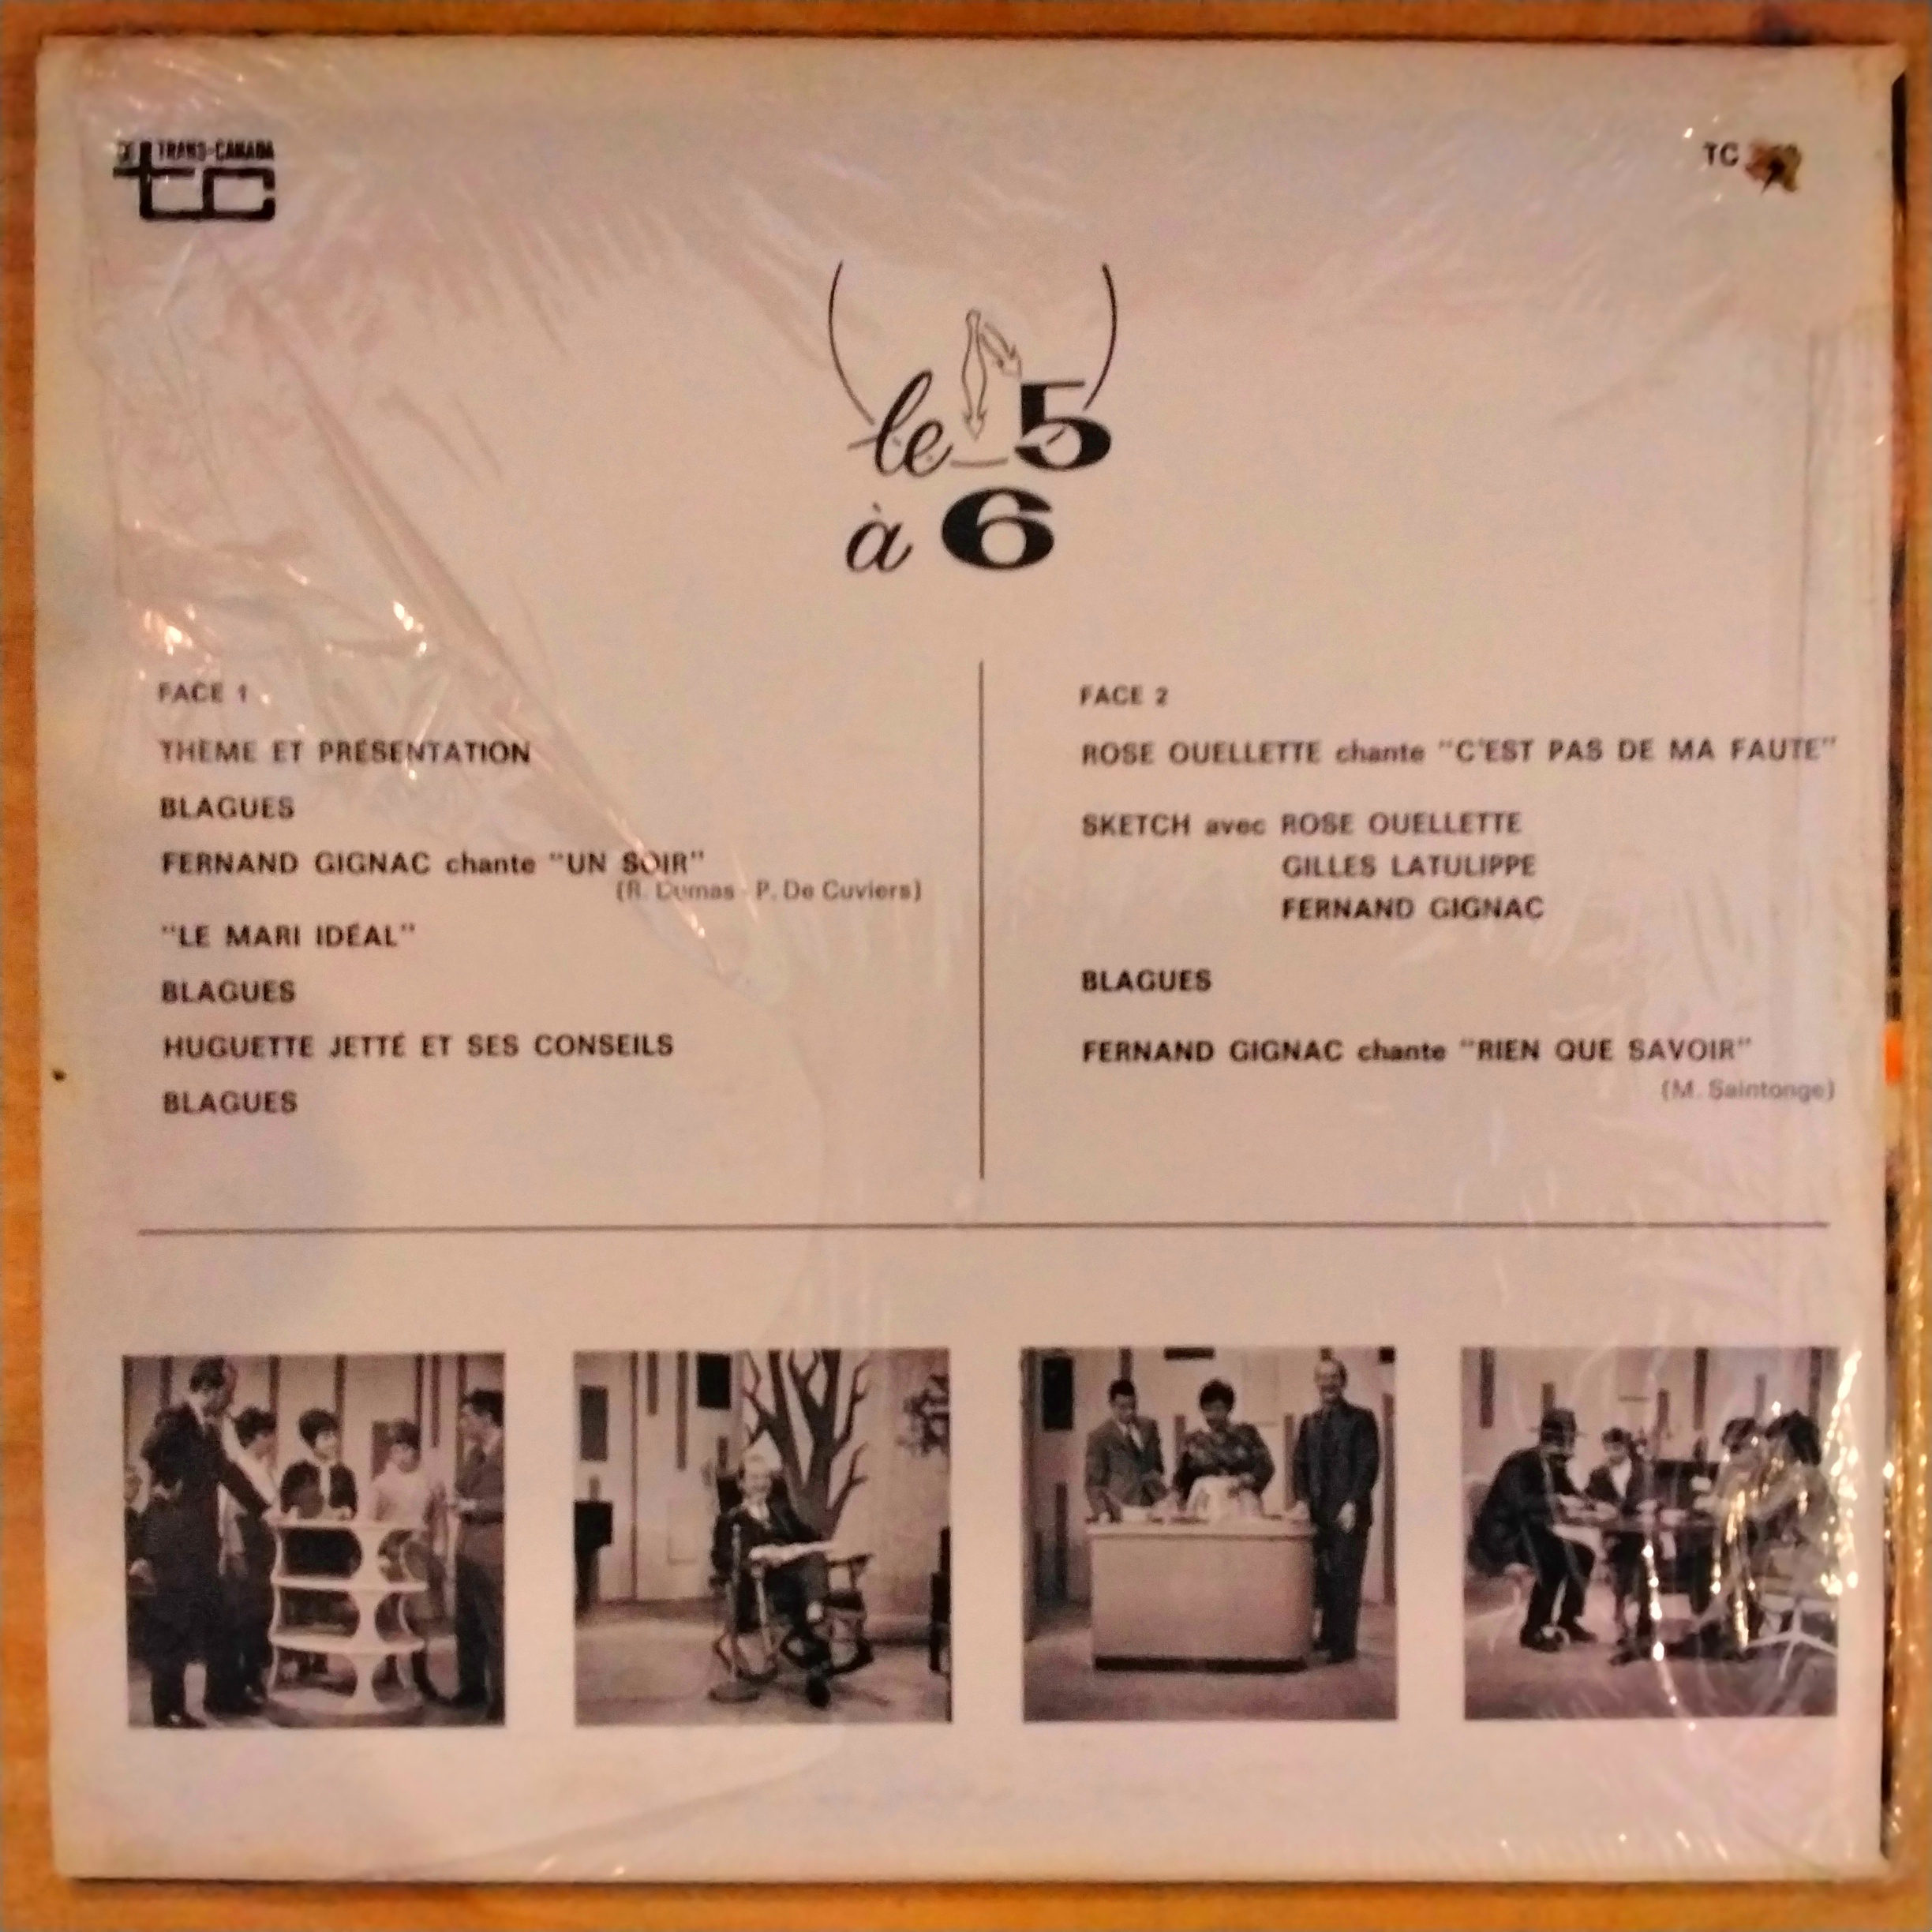 TRANS-CANADA
tc
TC
le 5
à 6
FACE 1
THÈME ET PRÉSENTATION
BLAGUES
FERNAND GIGNAC chante "UN SOIR"
(R. Dumas - P. De Cuviers)
"LE MARI IDÉAL"
BLAGUES
HUGUETTE JETTÉ ET SES CONSEILS
BLAGUES
FACE 2
ROSE OUELLETTE chante "C'EST PAS DE MA FAUTE"
SKETCH avec ROSE OUELLETTE
GILLES LATULIPPE
FERNAND GIGNAC
BLAGUES
FERNAND GIGNAC chante "RIEN QUE SAVOIR"
(M. Saintonge)